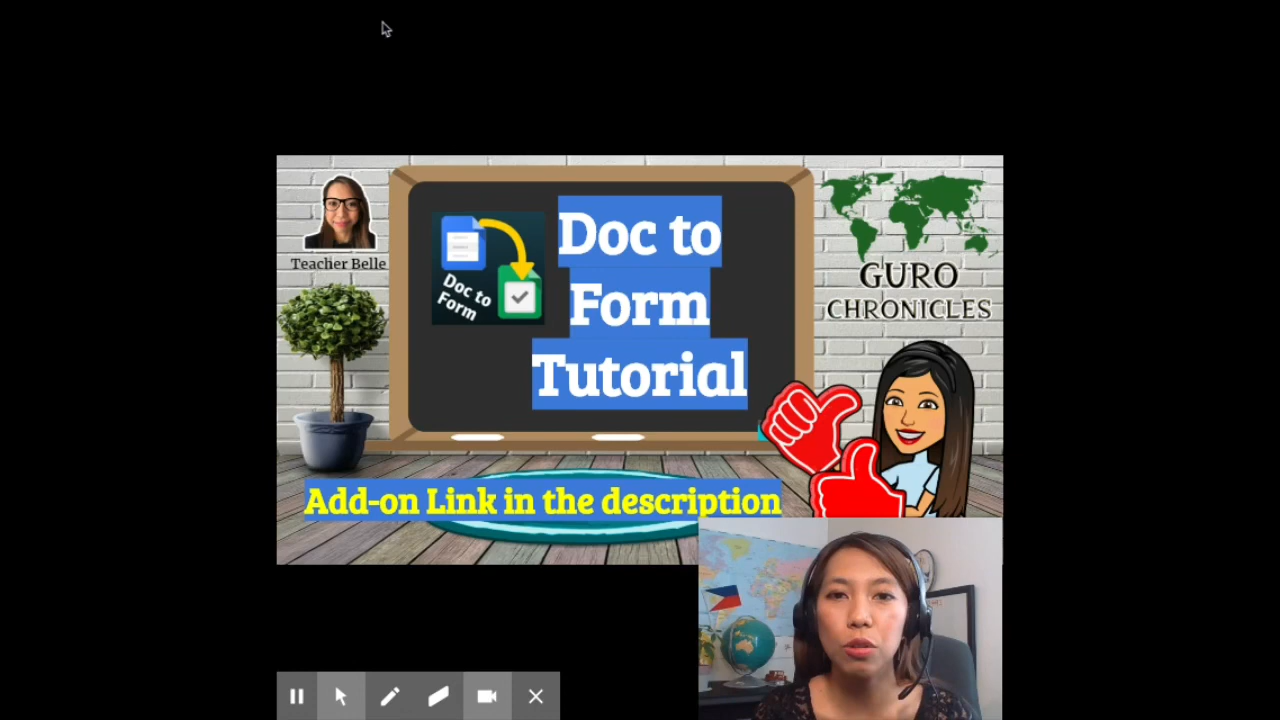 Teacher Belle
Doc to
Form
Doc to
Form
Tutorial
GURO
CHRONICLES
Add-on Link in the description